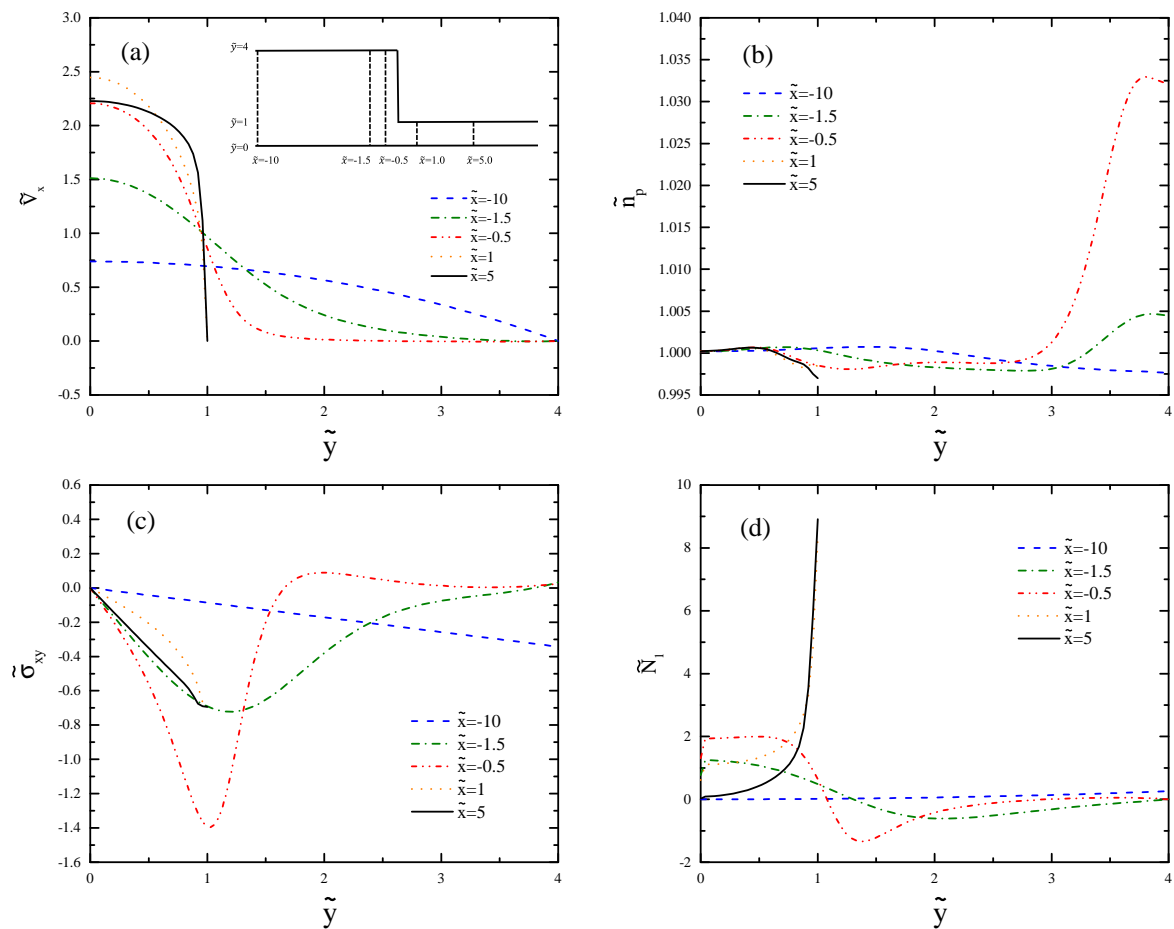 (a)
3.0
2.5
2.0
1.5
1.0
0.5
0.0
-0.5
ṽx
ỹ=4
ỹ=1
ỹ=0
x̃=-10 x̃=-1.5 x̃=-0.5 x̃=1.0 x̃=5.0
x̃=-10
x̃=-1.5
x̃=-0.5
x̃=1
x̃=5
0 1 2 3 4
ỹ
(b)
1.040
1.035
1.030
1.025
1.020
1.015
1.010
1.005
1.000
0.995
ñp
x̃=-10
x̃=-1.5
x̃=-0.5
x̃=1
x̃=5
0 1 2 3 4
ỹ
(c)
0.6
0.4
0.2
0.0
-0.2
-0.4
-0.6
-0.8
-1.0
-1.2
-1.4
-1.6
σ̃xy
x̃=-10
x̃=-1.5
x̃=-0.5
x̃=1
x̃=5
0 1 2 3 4
ỹ
(d)
10
8
6
4
2
0
-2
Ñ1
x̃=-10
x̃=-1.5
x̃=-0.5
x̃=1
x̃=5
0 1 2 3 4
ỹ